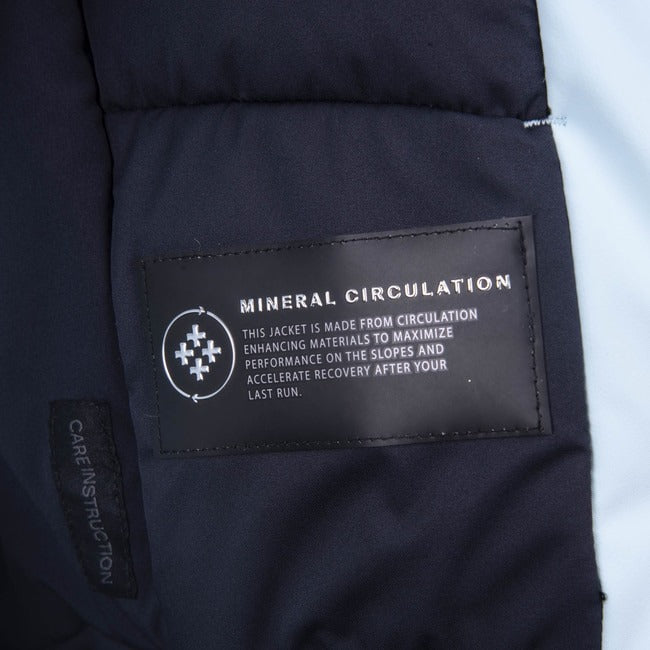 MINERAL CIRCULATION
THIS JACKET IS MADE FROM CIRCULATION
ENHANCING MATERIALS TO MAXIMIZE
PERFORMANCE ON THE SLOPES AND
ACCELERATE RECOVERY AFTER YOUR
LAST RUN.
CARE INSTRUCTION